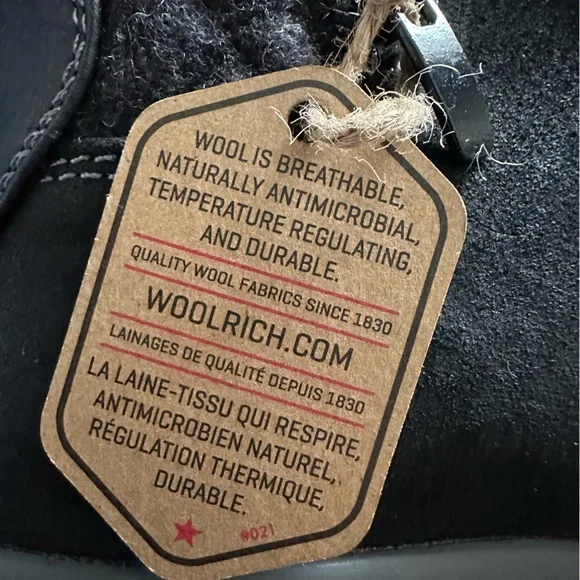 WOOL IS BREATHABLE,
NATURALLY ANTIMICROBIAL,
TEMPERATURE REGULATING,
AND DURABLE.
QUALITY WOOL FABRICS SINCE 1830
WOOLRICH.COM
LAINAGES DE QUALITÉ DEPUIS 1830
LA LAINE-TISSU QUI RESPIRE,
ANTIMICROBIEN NATUREL,
RÉGULATION THERMIQUE,
DURABLE.
#021